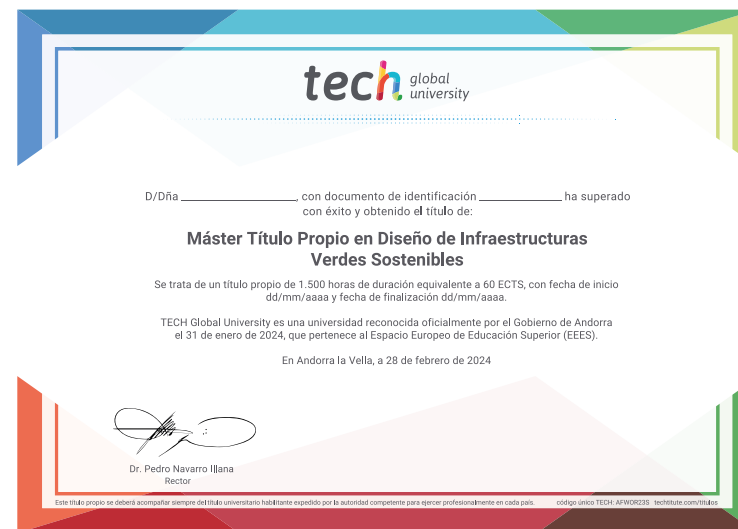 tech global university
D/Dña ____________, con documento de identificación ____________ ha superado
con éxito y obtenido el título de:
Máster Título Propio en Diseño de Infraestructuras
Verdes Sostenibles
Se trata de un título propio de 1.500 horas de duración equivalente a 60 ECTS, con fecha de inicio
dd/mm/aaaa y fecha de finalización dd/mm/aaaa.
TECH Global University es una universidad reconocida oficialmente por el Gobierno de Andorra
el 31 de enero de 2024, que pertenece al Espacio Europeo de Educación Superior (EEES).
En Andorra la Vella, a 28 de febrero de 2024
Dr. Pedro Navarro Illana
Rector
Este título propio se deberá acompañar siempre del título universitario habilitante expedido por la autoridad competente para ejercer profesionalmente en cada país. código único TECH: AFWOR23S techtitute.com/titulos